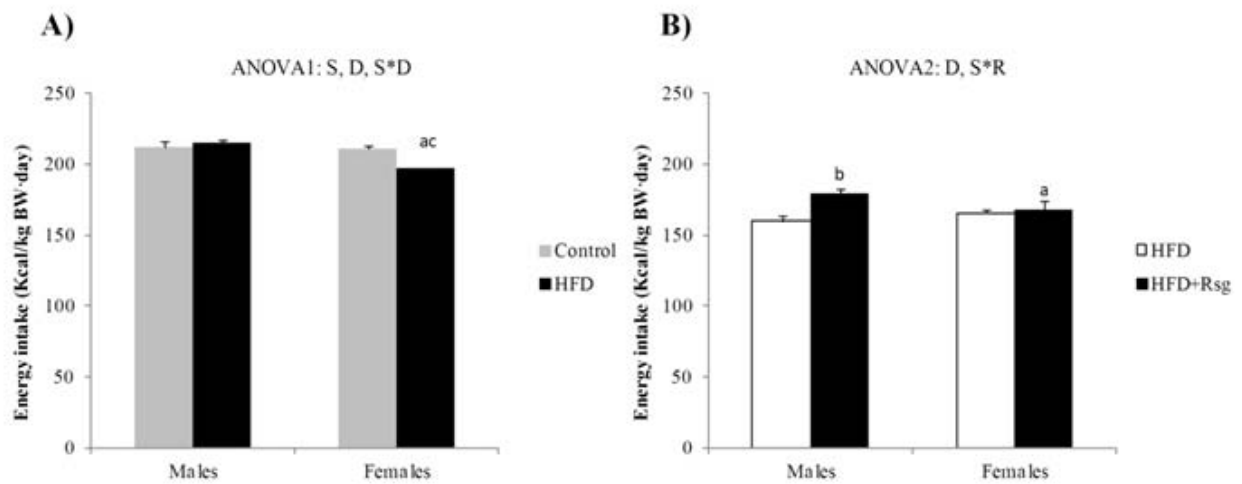 A)
ANOVA1: S, D, S*D
Energy intake (Kcal/kg BW·day)
250
200
150
100
50
0
ac
Males
Females
Control
HFD
B)
ANOVA2: D, S*R
Energy intake (Kcal/kg BW·day)
250
200
150
100
50
0
b
a
Males
Females
HFD
HFD+Rsg